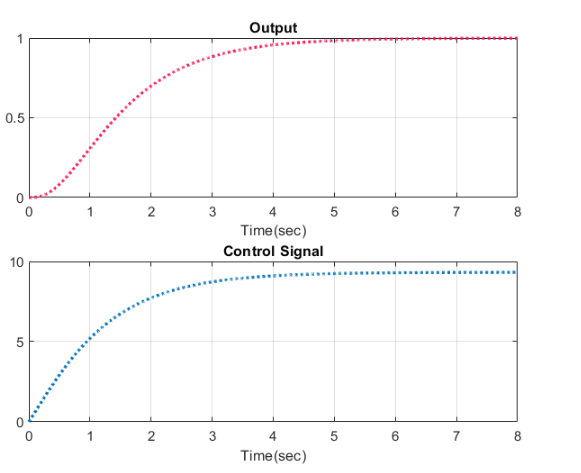 Output
1
0.5
0
0 1 2 3 4 5 6 7 8
Time(sec)
Control Signal
10
5
0
0 1 2 3 4 5 6 7 8
Time(sec)